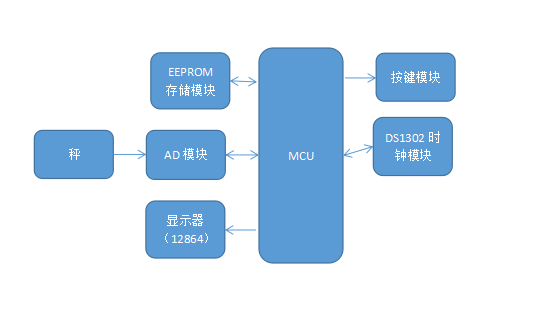 EEPROM
存储模块
按键模块
MCU
DS1302 时
钟模块
秤
AD 模块
显示器
（12864）